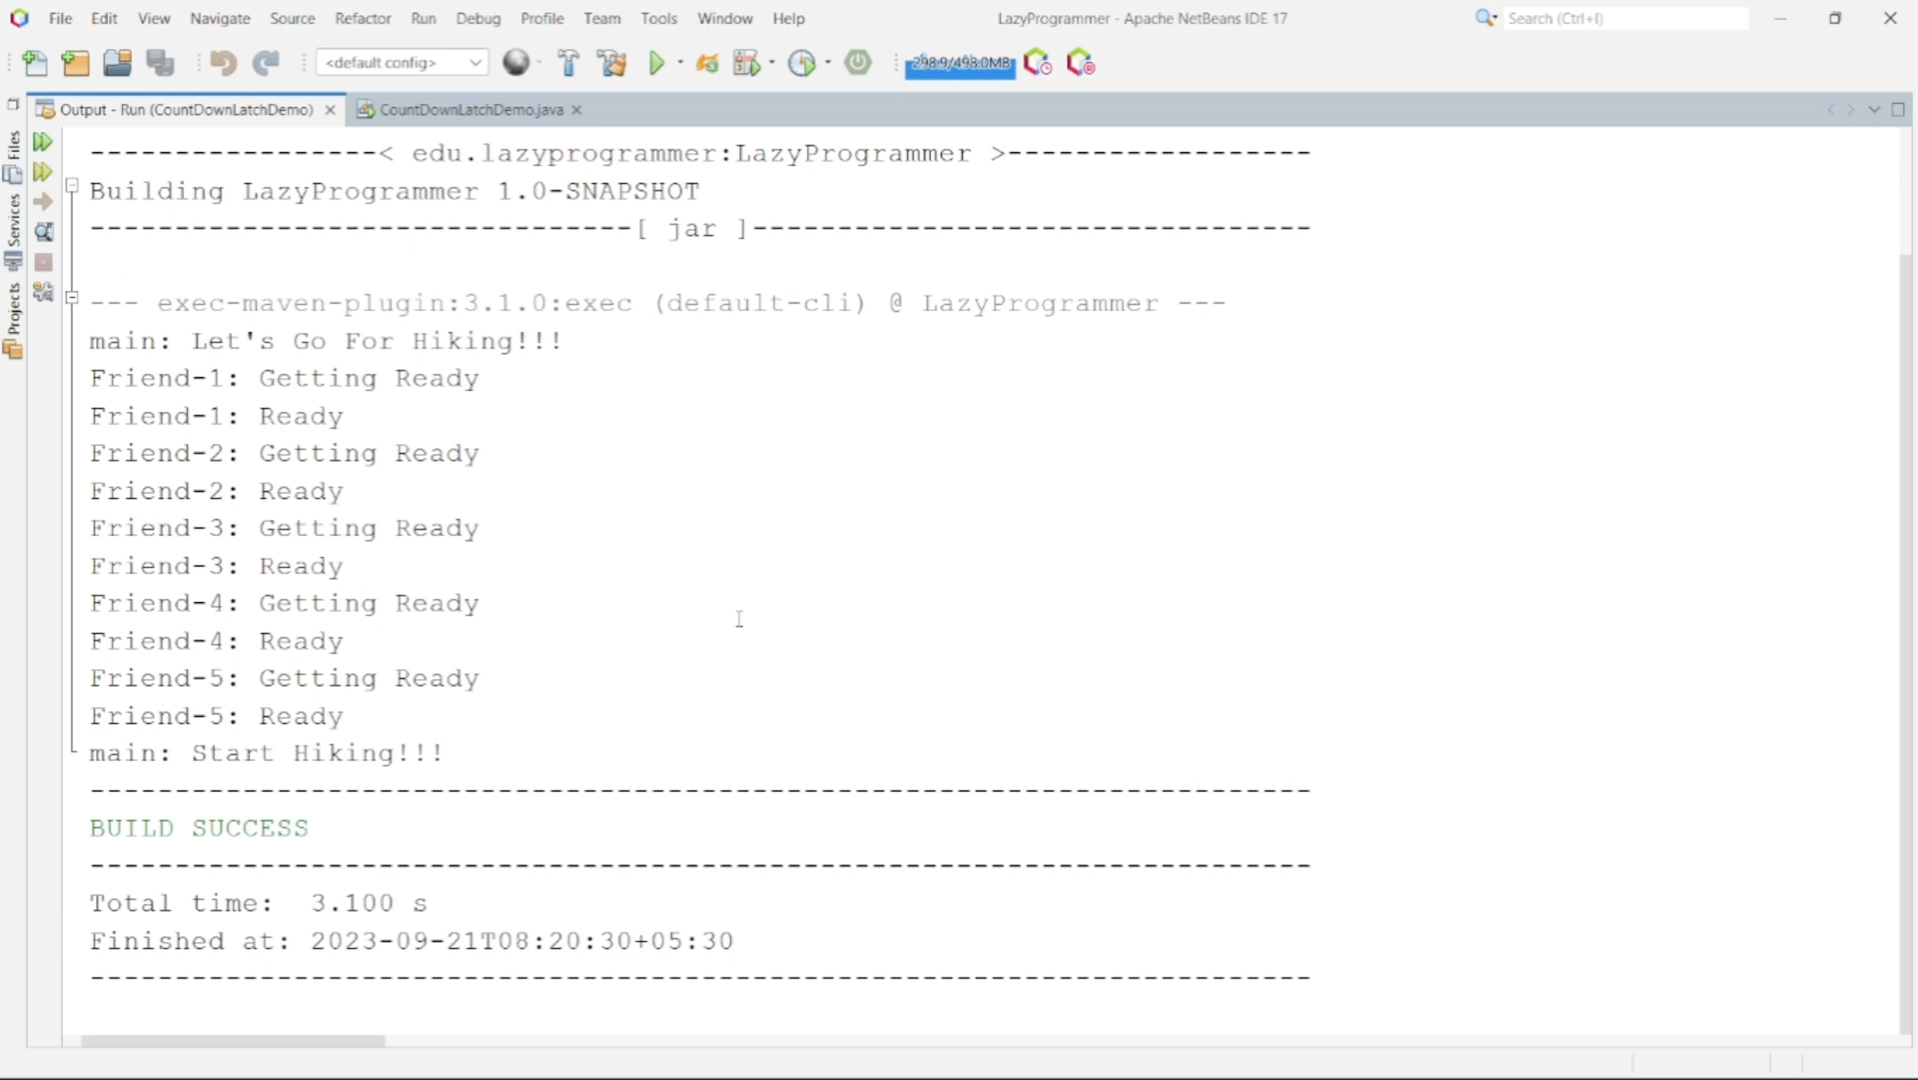 File Edit View Navigate Source Refactor Run Debug Profile Team Tools Window Help
LazyProgrammer - Apache NetBeans IDE 17
Search (Ctrl+I)
<default config>
298.9/498.0MB
Output - Run (CountDownLatchDemo)
CountDownLatchDemo.java
Files
Services
Projects
-----------------< edu.lazyprogrammer:LazyProgrammer >------------------
Building LazyProgrammer 1.0-SNAPSHOT
--------------------------------[ jar ]---------------------------------
--- exec-maven-plugin:3.1.0:exec (default-cli) @ LazyProgrammer ---
main: Let's Go For Hiking!!!
Friend-1: Getting Ready
Friend-1: Ready
Friend-2: Getting Ready
Friend-2: Ready
Friend-3: Getting Ready
Friend-3: Ready
Friend-4: Getting Ready
Friend-4: Ready
Friend-5: Getting Ready
Friend-5: Ready
main: Start Hiking!!!
------------------------------------------------------------------------
BUILD SUCCESS
------------------------------------------------------------------------
Total time:  3.100 s
Finished at: 2023-09-21T08:20:30+05:30
------------------------------------------------------------------------